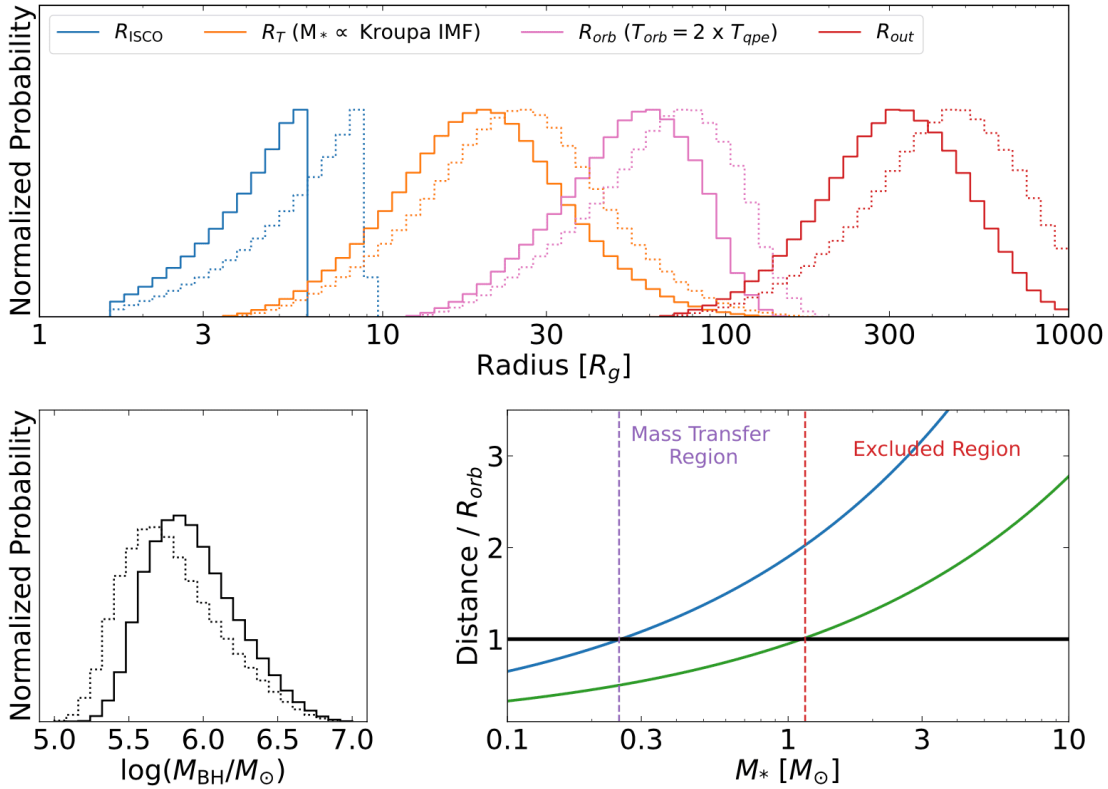 R_ISCO
R_T (M_* ∝ Kroupa IMF)
R_orb (T_orb = 2 x T_qpe)
R_out
Normalized Probability
1 3 10 30 100 300 1000
Radius [R_g]
Normalized Probability
5.0 5.5 6.0 6.5 7.0
log(M_BH/M_⊙)
Distance / R_orb
3
2
1
Mass Transfer
Region
Excluded Region
0.1 0.3 1 3 10
M_* [M_⊙]